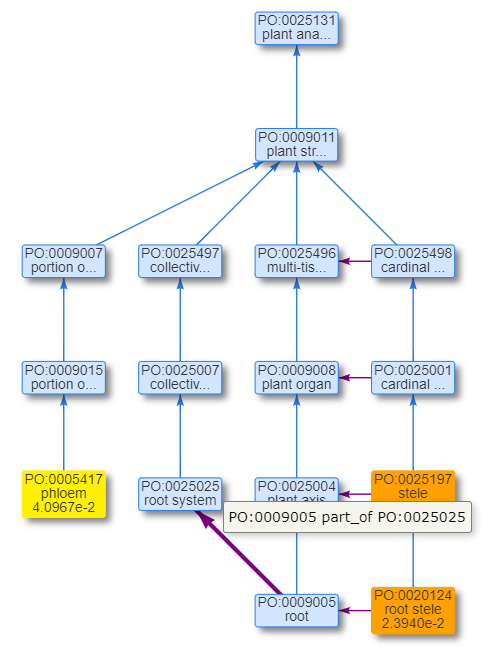 PO:0025131
plant ana...
PO:0009011
plant str...
PO:0009007
portion o...
PO:0025497
collectiv...
PO:0025496
multi-tis...
PO:0025498
cardinal ...
PO:0009015
portion o...
PO:0025007
collectiv...
PO:0009008
plant organ
PO:0025001
cardinal ...
PO:0005417
phloem
4.0967e-2
PO:0025025
root system
PO:0025004
plant axis
PO:0025197
stele
PO:0009005 part_of PO:0025025
PO:0009005
root
PO:0020124
root stele
2.3940e-2